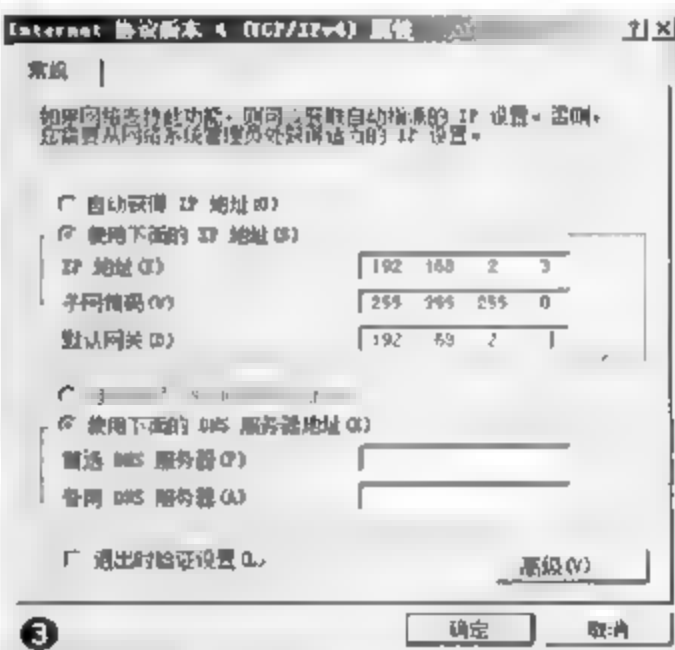 Internet 协议版本 4 (TCP/IPv4) 属性 ? ×
常规
如果网络支持此功能，则可以获取自动指派的 IP 设置。否则，
您需要从网络系统管理员处获得适当的 IP 设置。
自动获得 IP 地址(O)
使用下面的 IP 地址(S)
IP 地址(I) 192 168 2 3
子网掩码(V) 255 255 255 0
默认网关(D) 192 68 2
使用下面的 DNS 服务器地址(K)
首选 DNS 服务器(P)
备用 DNS 服务器(A)
退出时验证设置(L)
高级(V)
3 确定 取消